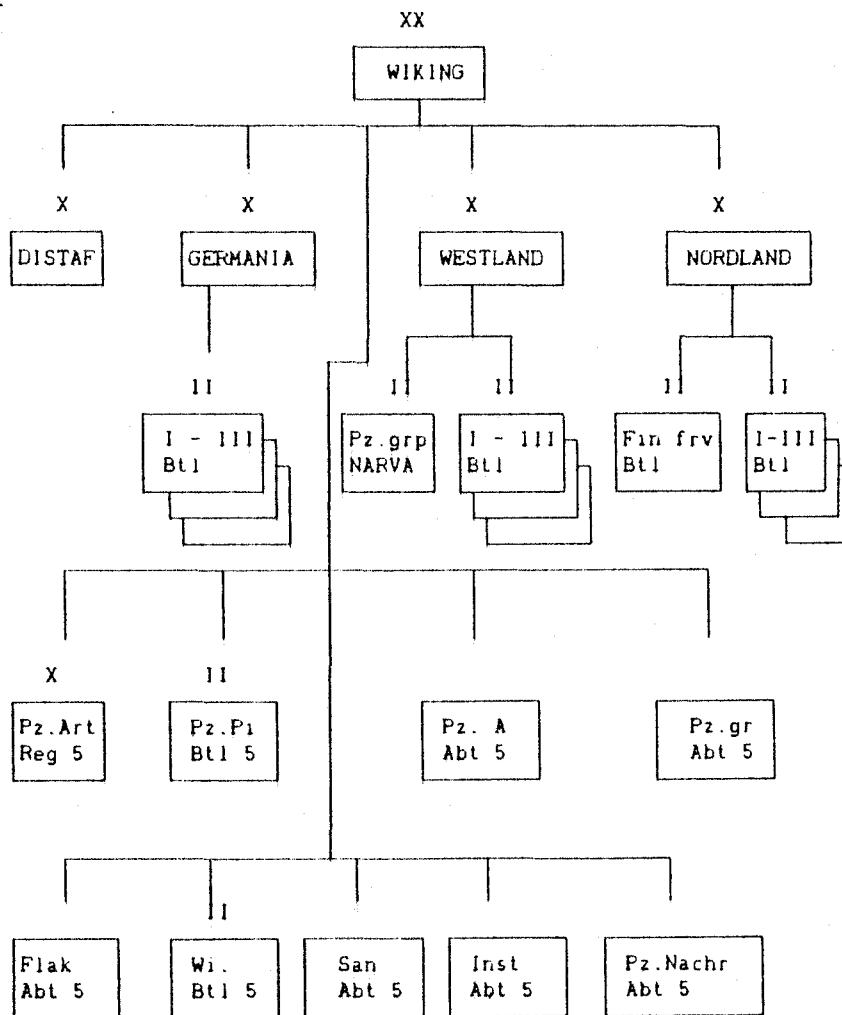 XX
WIKING
X X X X
DISTAF GERMANIA WESTLAND NORDLAND
II II II II II
I - III Pz.grp I - III Fin frv I-III
Btl NARVA Btl Btl Btl
X II
Pz.Art Pz.Pi Pz. A Pz.gr
Reg 5 Btl 5 Abt 5 Abt 5
II
Flak Wi. San Inst Pz.Nachr
Abt 5 Btl 5 Abt 5 Abt 5 Abt 5